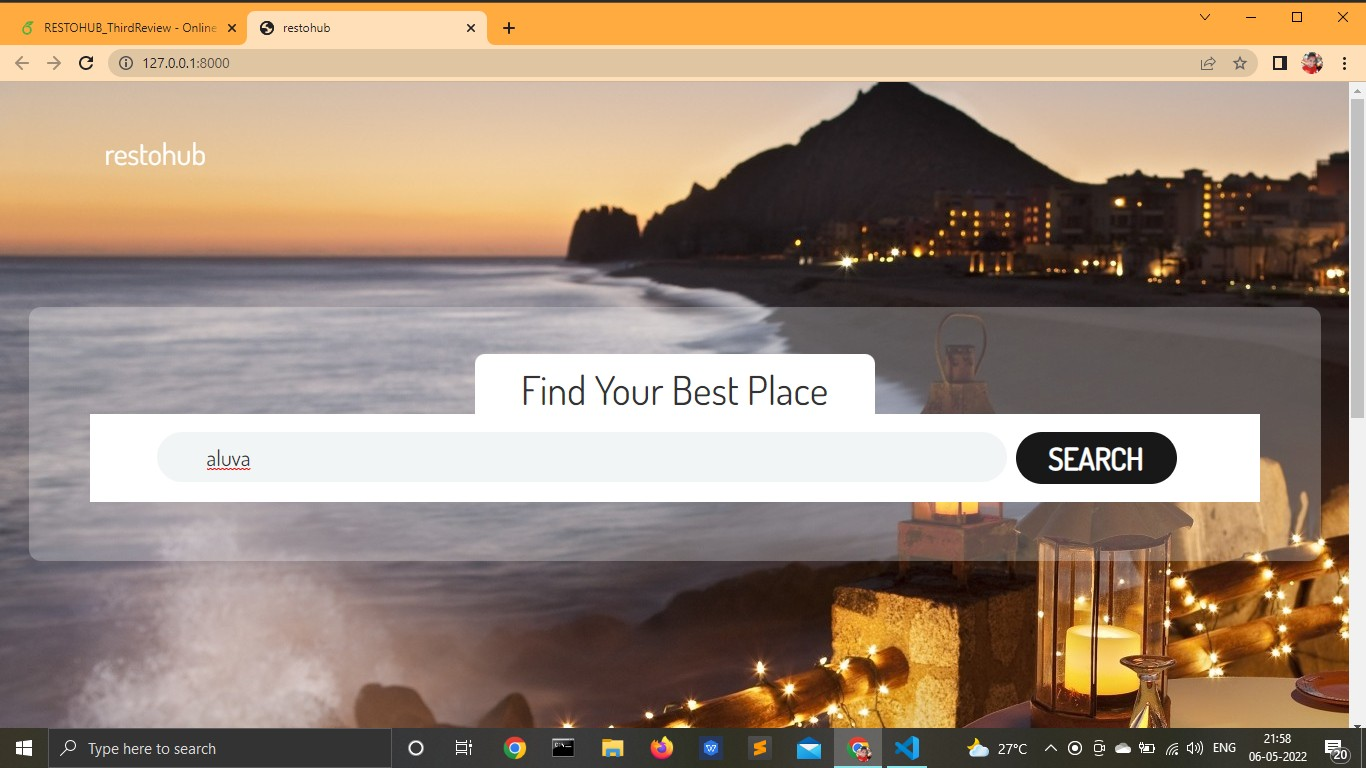 RESTOHUB_ThirdReview - Online
restohub
127.0.0.1:8000
restohub
Find Your Best Place
aluva
SEARCH
Type here to search
27°C
ENG
21:58
06-05-2022
20